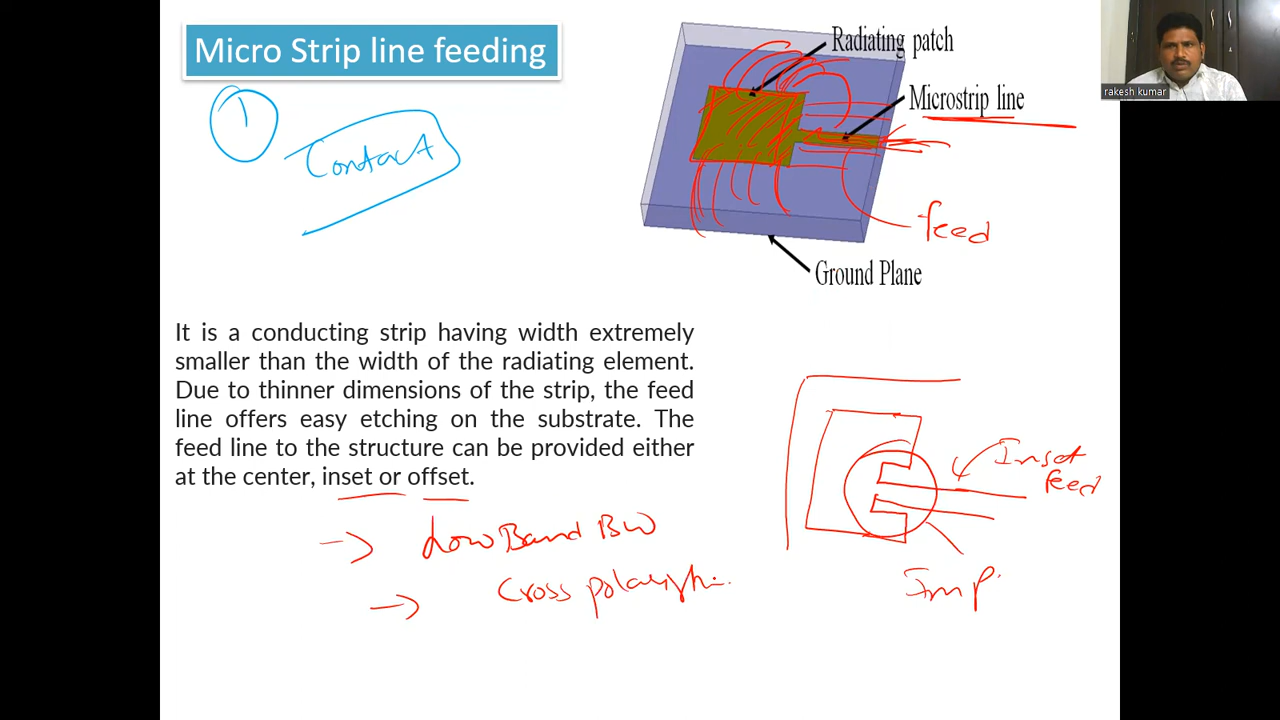 Micro Strip line feeding
1
Contact
Radiating patch
rakesh kumar
Microstrip line
feed
Ground Plane
It is a conducting strip having width extremely
smaller than the width of the radiating element.
Due to thinner dimensions of the strip, the feed
line offers easy etching on the substrate. The
feed line to the structure can be provided either
at the center, inset or offset.
Inset
feed
→ Low Band BW
→ Cross
Imp